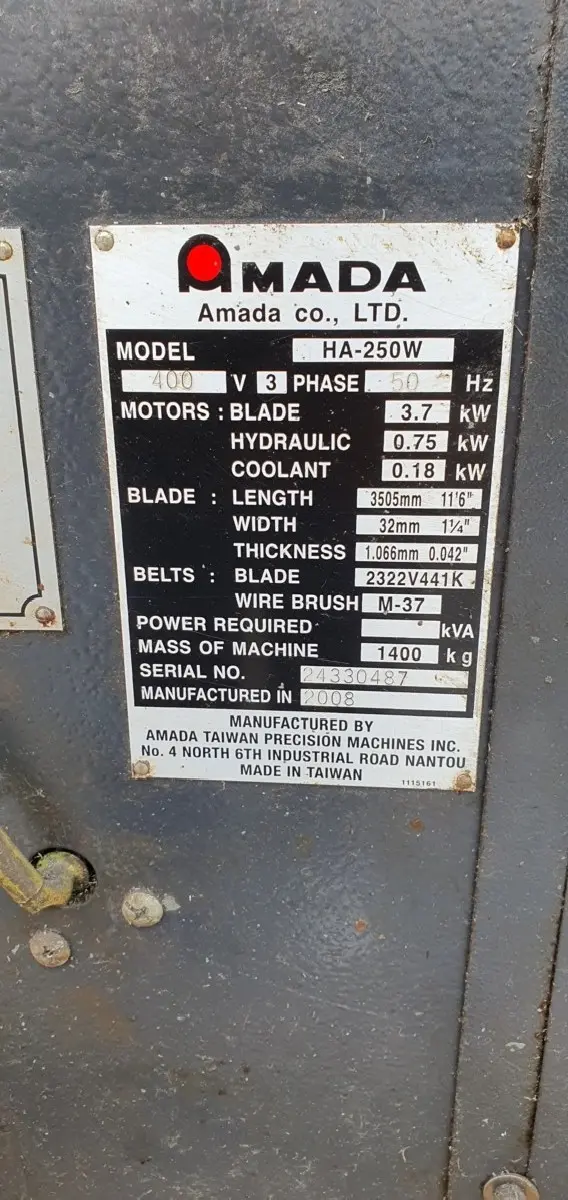 AMADA
Amada co., LTD.
MODEL HA-250W
400 V 3 PHASE 50 Hz
MOTORS : BLADE 3.7 kW
HYDRAULIC 0.75 kW
COOLANT 0.18 kW
BLADE : LENGTH 3505mm 11'6"
WIDTH 32mm 1¼"
THICKNESS 1.066mm 0.042"
BELTS : BLADE 2322V441K
WIRE BRUSH M-37
POWER REQUIRED kVA
MASS OF MACHINE 1400 kg
SERIAL NO. 24330487
MANUFACTURED IN 2008
MANUFACTURED BY
AMADA TAIWAN PRECISION MACHINES INC.
No. 4 NORTH 6TH INDUSTRIAL ROAD NANTOU
MADE IN TAIWAN
1115161